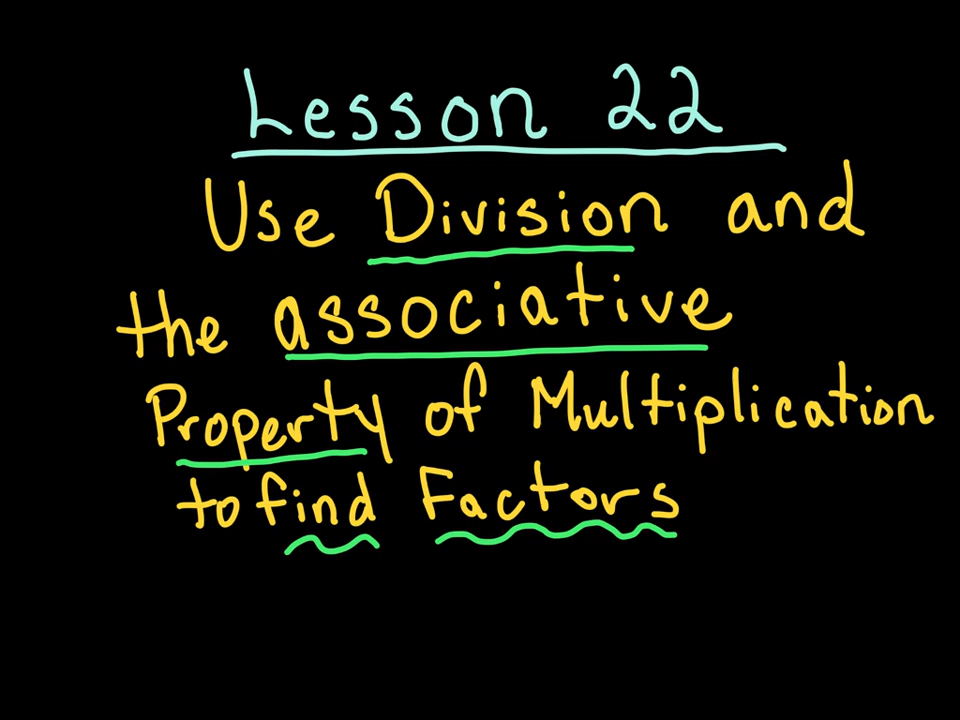 Lesson 22
Use Division and
the associative
Property of Multiplication
to find Factors